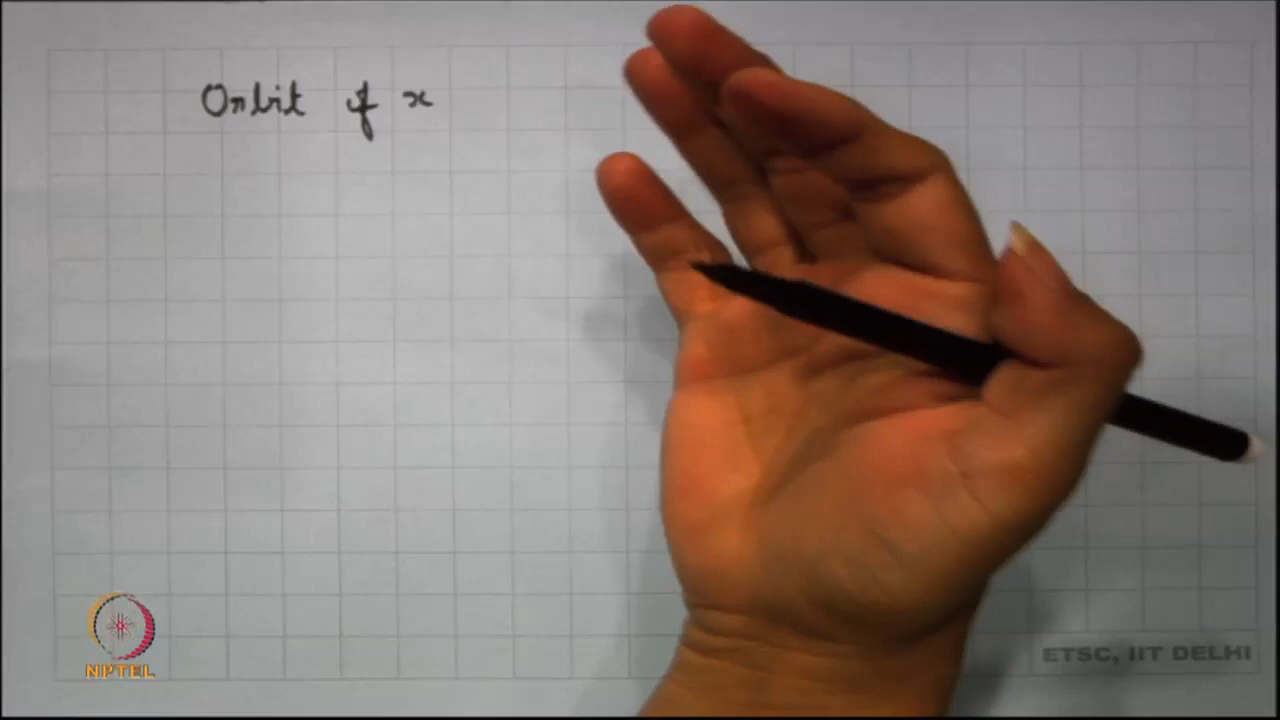 Orbit of x
NPTEL
ETSC, IIT DELHI